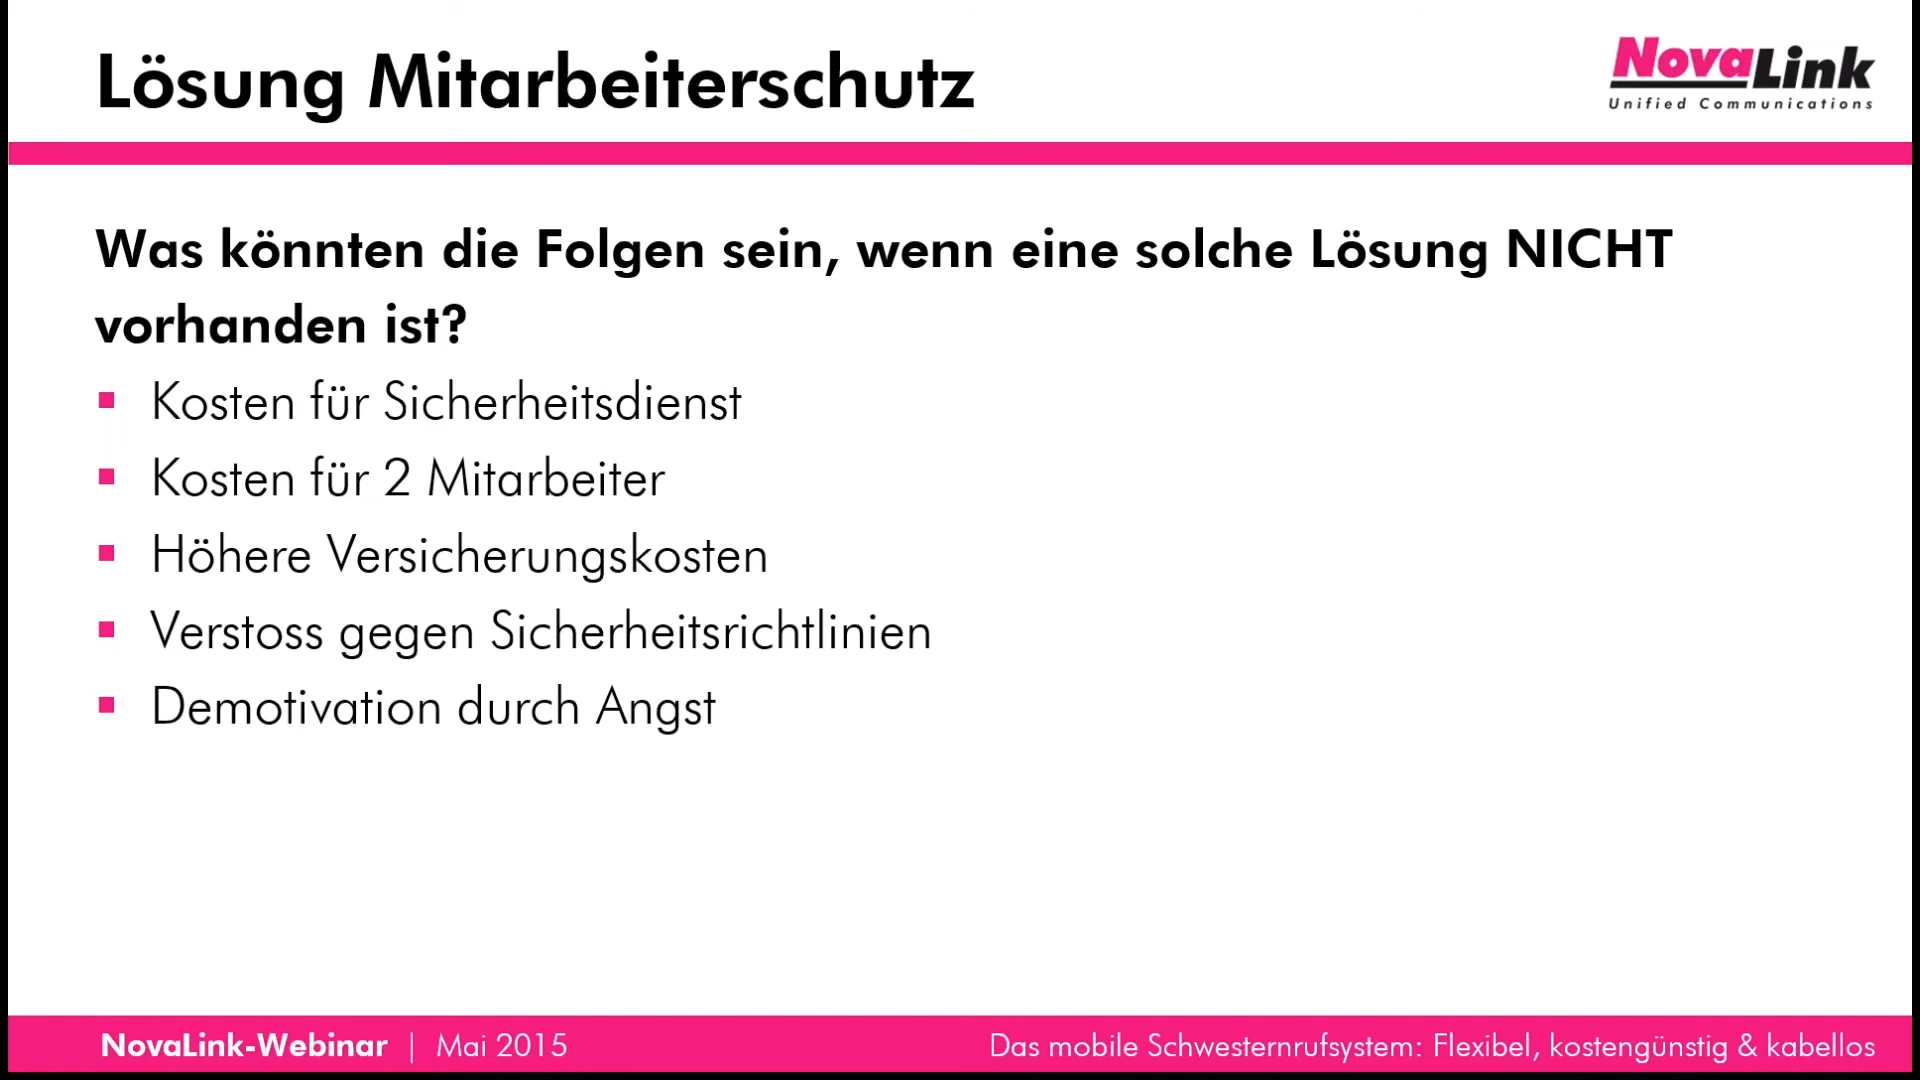 Lösung Mitarbeiterschutz
NovaLink
Unified Communications
Was könnten die Folgen sein, wenn eine solche Lösung NICHT
vorhanden ist?
Kosten für Sicherheitsdienst
Kosten für 2 Mitarbeiter
Höhere Versicherungskosten
Verstoss gegen Sicherheitsrichtlinien
Demotivation durch Angst
NovaLink-Webinar | Mai 2015
Das mobile Schwesternrufsystem: Flexibel, kostengünstig & kabellos